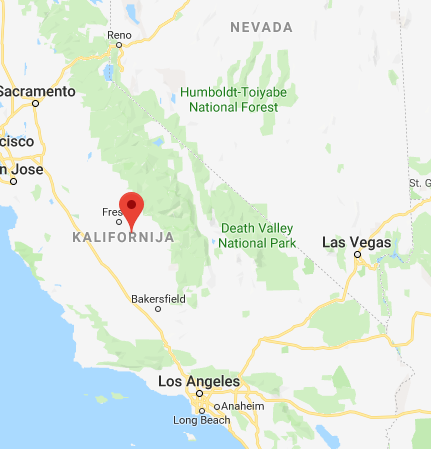 Reno
NEVADA
Sacramento
Humboldt-Toiyabe
National Forest
cisco
n Jose
St. G
Fres
KALIFORNIJA
Death Valley
National Park
Las Vegas
Bakersfield
Los Angeles
Anaheim
Long Beach